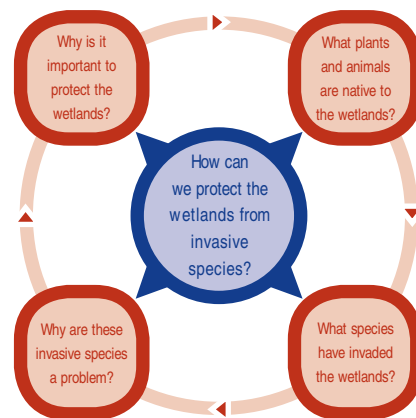 Why is it
important to
protect the
wetlands?
What plants
and animals
are native to
the wetlands?
How can
we protect the
wetlands from
invasive
species?
Why are these
invasive species
a problem?
What species
have invaded
the wetlands?